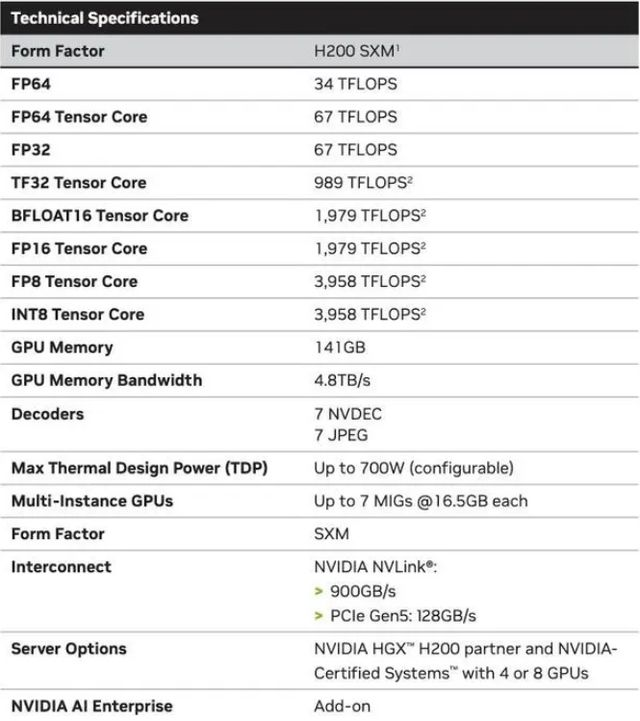 Technical Specifications
Form Factor H200 SXM¹
FP64 34 TFLOPS
FP64 Tensor Core 67 TFLOPS
FP32 67 TFLOPS
TF32 Tensor Core 989 TFLOPS²
BFLOAT16 Tensor Core 1,979 TFLOPS²
FP16 Tensor Core 1,979 TFLOPS²
FP8 Tensor Core 3,958 TFLOPS²
INT8 Tensor Core 3,958 TFLOPS²
GPU Memory 141GB
GPU Memory Bandwidth 4.8TB/s
Decoders 7 NVDEC
7 JPEG
Max Thermal Design Power (TDP) Up to 700W (configurable)
Multi-Instance GPUs Up to 7 MIGs @16.5GB each
Form Factor SXM
Interconnect NVIDIA NVLink®:
> 900GB/s
> PCIe Gen5: 128GB/s
Server Options NVIDIA HGX™ H200 partner and NVIDIA-
Certified Systems™ with 4 or 8 GPUs
NVIDIA AI Enterprise Add-on